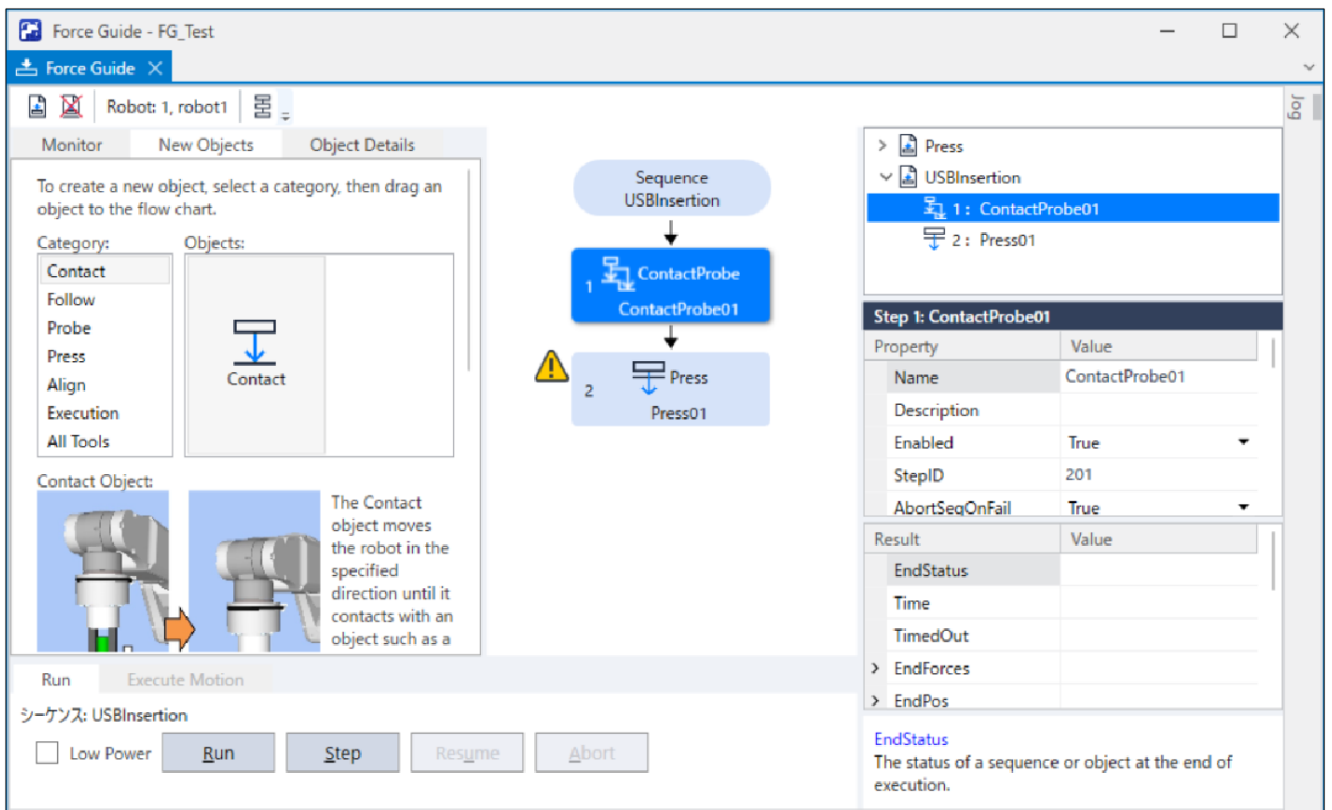 Force Guide - FG_Test
Force Guide
Robot: 1, robot1
Jog
Monitor
New Objects
Object Details
To create a new object, select a category, then drag an
object to the flow chart.
Category:
Objects:
Contact
Follow
Probe
Press
Align
Execution
All Tools
Contact
Contact Object:
The Contact
object moves
the robot in the
specified
direction until it
contacts with an
object such as a
Sequence
USBInsertion
1
ContactProbe
ContactProbe01
2
Press
Press01
Press
USBInsertion
1 : ContactProbe01
2 : Press01
Step 1: ContactProbe01
Property Value
Name ContactProbe01
Description
Enabled True
StepID 201
AbortSeqOnFail True
Result Value
EndStatus
Time
TimedOut
EndForces
EndPos
EndStatus
The status of a sequence or object at the end of
execution.
Run
Execute Motion
シーケンス: USBInsertion
Low Power
Run
Step
Resume
Abort